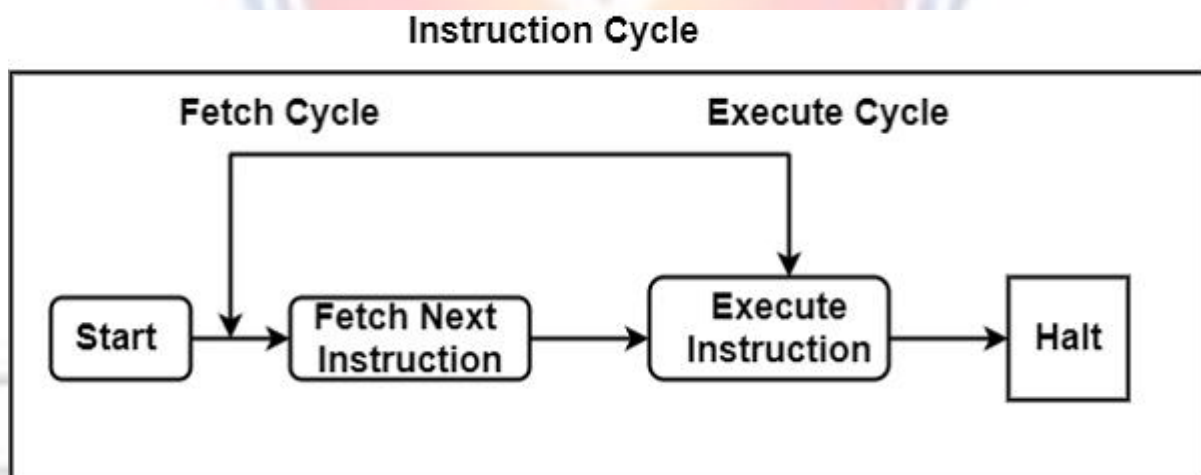 Instruction Cycle
Fetch Cycle
Execute Cycle
Start
Fetch Next
Instruction
Execute
Instruction
Halt